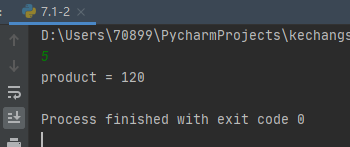 7.1-2
D:\Users\70899\PycharmProjects\kechangs
5
product = 120
Process finished with exit code 0